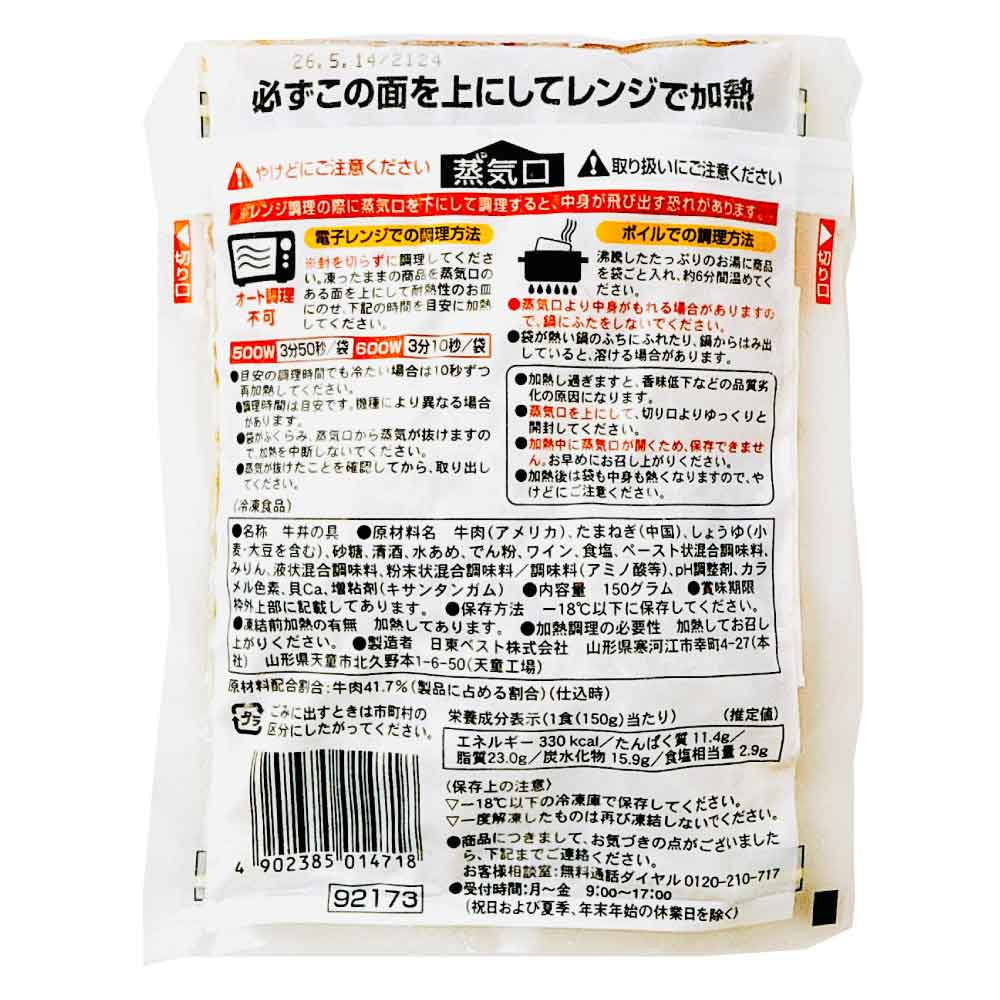 26.5.14/2124
必ずこの面を上にしてレンジで加熱
やけどにご注意ください
蒸気口
取り扱いにご注意ください
※レンジ調理の際に蒸気口を下にして調理すると、中身が飛び出す恐れがあります。
切り口
電子レンジでの調理方法
オート調理
不可
※封を切らずに調理してくださ
い。凍ったままの商品を蒸気口の
ある面を上にして耐熱性のお皿
にのせ、下記の時間を目安に加熱
してください。
500W 3分50秒/袋 600W 3分10秒/袋
●目安の調理時間でも冷たい場合は10秒ずつ
再加熱してください。
●調理時間は目安です。機種により異なる場合
があります。
●袋がふくらみ、蒸気口から蒸気が抜けますの
で、加熱を中断しないでください。
●蒸気が抜けたことを確認してから、取り出し
てください。
ボイルでの調理方法
沸騰したたっぷりのお湯に商品
を袋ごと入れ、約6分間温めてく
ださい。
●蒸気口より中身がもれる場合がありますの
で、鍋にふたをしないでください。
●袋が熱い鍋のふちにふれたり、鍋からはみ出
していると、溶ける場合があります。
●加熱し過ぎますと、香味低下などの品質劣
化の原因になります。
●蒸気口を上にして、切り口よりゆっくりと
開封してください。
●加熱中に蒸気口が開くため、保存できませ
ん。お早めにお召し上がりください。
●加熱後は袋も中身も熱くなりますので、や
けどにご注意ください。
切り口
〈冷凍食品〉
●名称 牛丼の具 ●原材料名 牛肉(アメリカ)、たまねぎ(中国)、しょうゆ(小
麦・大豆を含む)、砂糖、清酒、水あめ、でん粉、ワイン、食塩、ペースト状混合調味料、
みりん、液状混合調味料、粉末状混合調味料/調味料(アミノ酸等)、pH調整剤、カラ
メル色素、貝Ca、増粘剤(キサンタンガム) ●内容量 150グラム ●賞味期限
枠外上部に記載してあります。 ●保存方法 −18℃以下に保存してください。
●凍結前加熱の有無 加熱してあります。 ●加熱調理の必要性 加熱してお召し
上がりください。 ●製造者 日東ベスト株式会社 山形県寒河江市幸町4-27(本
社) 山形県天童市北久野本1-6-50(天童工場)
原材料配合割合:牛肉41.7%(製品に占める割合)(仕込時)
プラ
ごみに出すときは市町村の
区分にしたがってください。
栄養成分表示(1食(150g)当たり) (推定値)
エネルギー 330kcal/たんぱく質 11.4g/
脂質23.0g/炭水化物 15.9g/食塩相当量 2.9g
〈保存上の注意〉
▽−18℃以下の冷凍庫で保存してください。
▽一度解凍したものは再び凍結しないでください。
●商品につきまして、お気づきの点がございました
ら、下記までご連絡ください。
お客様相談室:無料通話ダイヤル 0120-210-717
●受付時間:月〜金 9:00〜17:00
(祝日および夏季、年末年始の休業日を除く)
4 902385 014718
92173